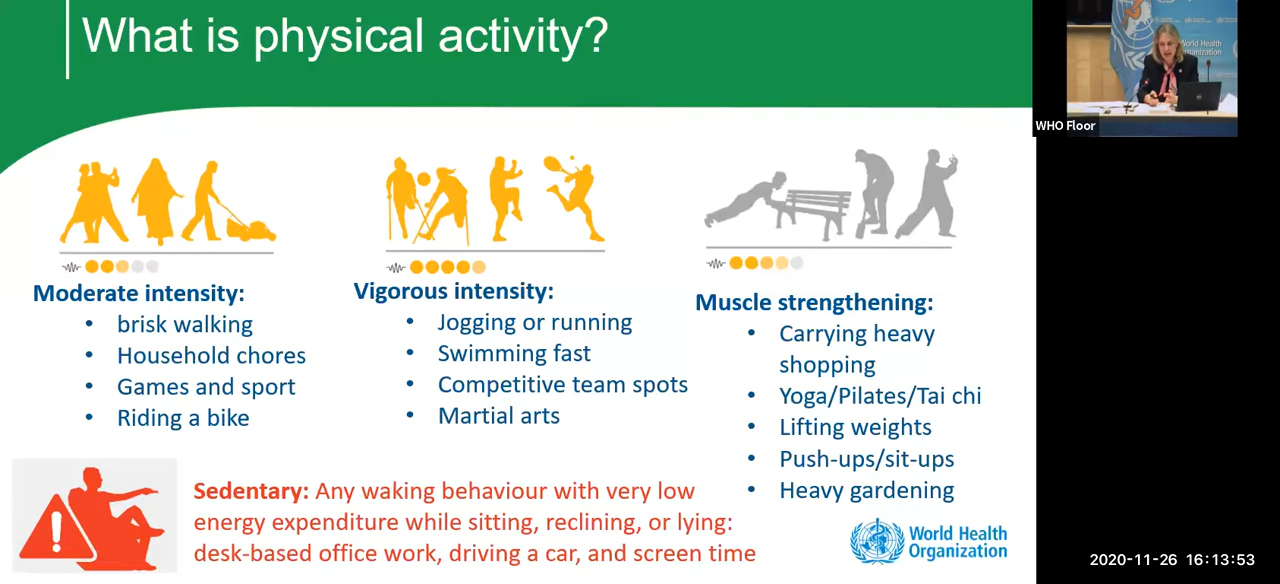 What is physical activity?
World Health
Organization
WHO Floor
Moderate intensity:
• brisk walking
• Household chores
• Games and sport
• Riding a bike
Vigorous intensity:
• Jogging or running
• Swimming fast
• Competitive team spots
• Martial arts
Muscle strengthening:
• Carrying heavy
shopping
• Yoga/Pilates/Tai chi
• Lifting weights
• Push-ups/sit-ups
• Heavy gardening
Sedentary: Any waking behaviour with very low
energy expenditure while sitting, reclining, or lying:
desk-based office work, driving a car, and screen time
World Health
Organization
2020-11-26 16:13:53